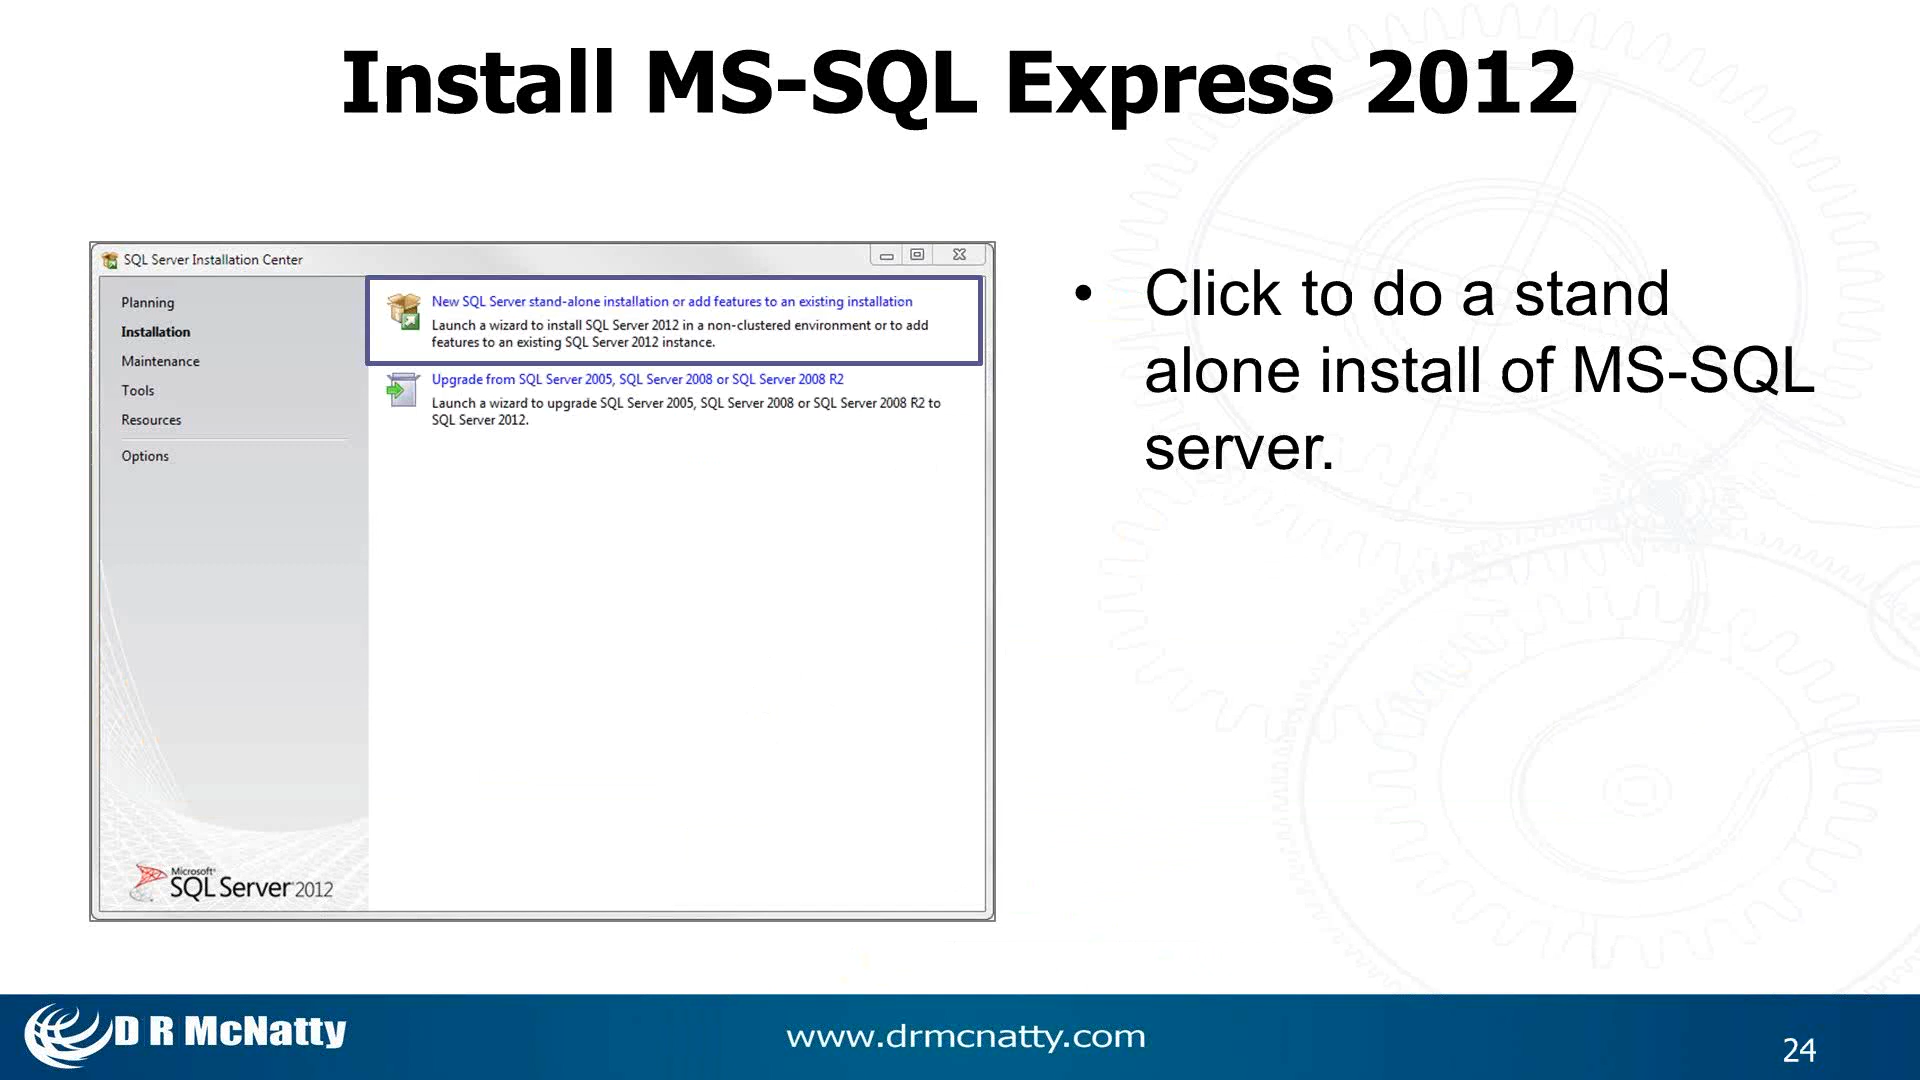 Install MS-SQL Express 2012
SQL Server Installation Center
Planning
Installation
Maintenance
Tools
Resources
Options
New SQL Server stand-alone installation or add features to an existing installation
Launch a wizard to install SQL Server 2012 in a non-clustered environment or to add
features to an existing SQL Server 2012 instance.
Upgrade from SQL Server 2005, SQL Server 2008 or SQL Server 2008 R2
Launch a wizard to upgrade SQL Server 2005, SQL Server 2008 or SQL Server 2008 R2 to
SQL Server 2012.
Microsoft®
SQL Server 2012
• Click to do a stand
alone install of MS-SQL
server.
D R McNatty
www.drmcnatty.com
24